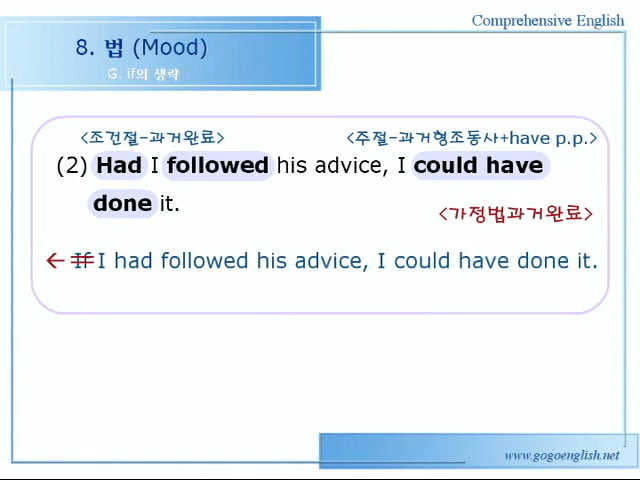 Comprehensive English
8. 법 (Mood)
G. if의 생략
<조건절-과거완료> <주절-과거형조동사+have p.p.>
(2) Had I followed his advice, I could have
done it.
<가정법과거완료>
← If I had followed his advice, I could have done it.
www.gogoenglish.net